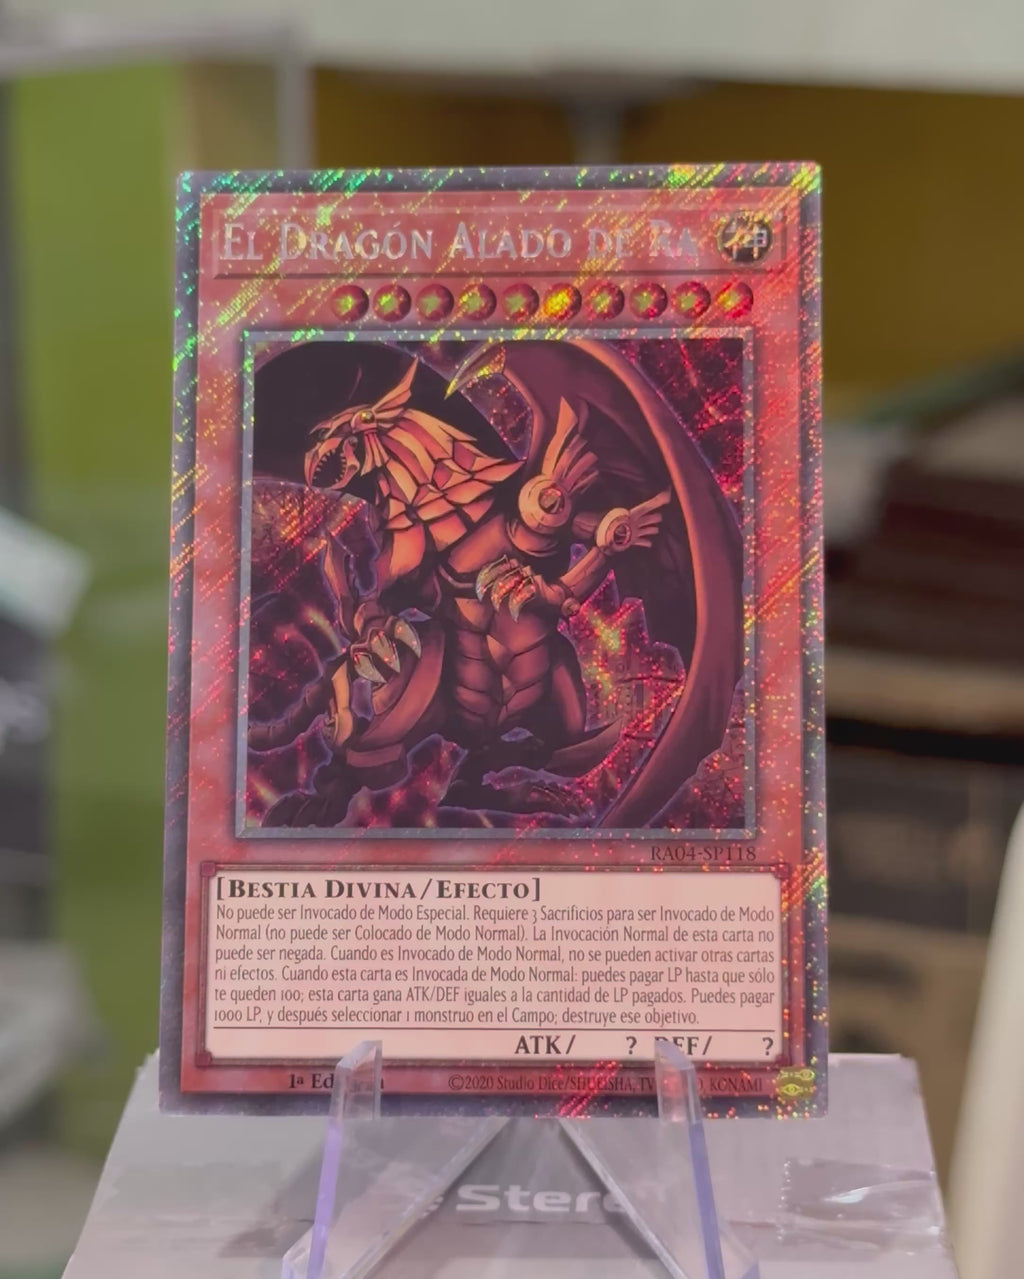 El Dragón Alado de Ra
神
RA04-SP118
[Bestia Divina/Efecto]
No puede ser Invocado de Modo Especial. Requiere 3 Sacrificios para ser Invocado de Modo
Normal (no puede ser Colocado de Modo Normal). La Invocación Normal de esta carta no
puede ser negada. Cuando es Invocado de Modo Normal, no se pueden activar otras cartas
ni efectos. Cuando esta carta es Invocada de Modo Normal: puedes pagar LP hasta que sólo
te queden 100; esta carta gana ATK/DEF iguales a la cantidad de LP pagados. Puedes pagar
1000 LP, y después seleccionar 1 monstruo en el Campo; destruye ese objetivo.
ATK/ ? DEF/ ?
1ª ©2020 Studio Dice/SHUEISHA, TV KONAMI